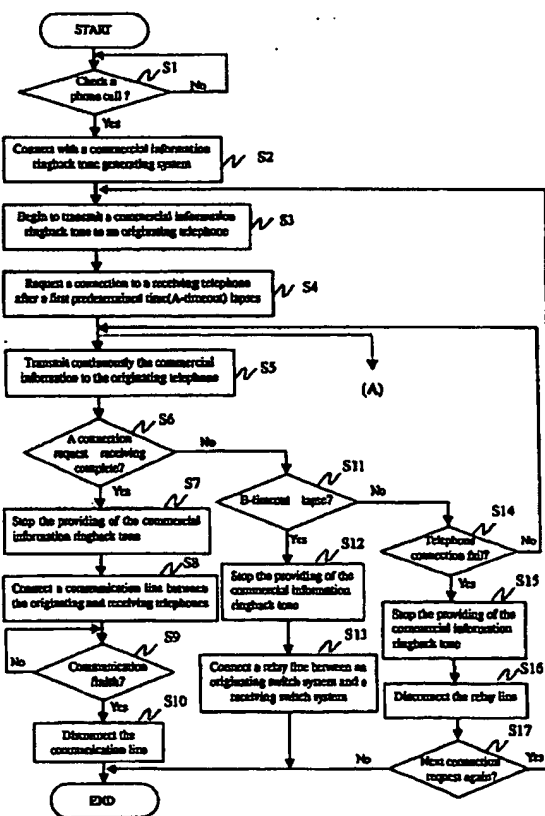 START
S1
Check a
phone call ?
No
Yes
Connect with a commercial information
ringback tone generating system
S2
Begin to transmit a commercial information
ringback tone to an originating telephone
S3
Request a connection to a receiving telephone
after a first predetermined time(A-timeout) lapses
S4
Transmit continuously the commercial
information to the originating telephone
S5
(A)
S6
A connection
request receiving
complete?
No
Yes
S7
Stop the providing of the commercial
information ringback tone
S8
Connect a communication line between
the originating and receiving telephones
S9
Communication
finish?
No
Yes
S10
Disconnect the
communication line
END
S11
B-timeout lapse?
No
Yes
S12
Stop the providing of the
commercial information
ringback tone
S13
Connect a relay line between an
originating switch system and a
receiving switch system
S14
Telephone
connection fail?
No
Yes
S15
Stop the providing of the
commercial information
ringback tone
S16
Disconnect the relay line
S17
Next connection
request again?
No
Yes